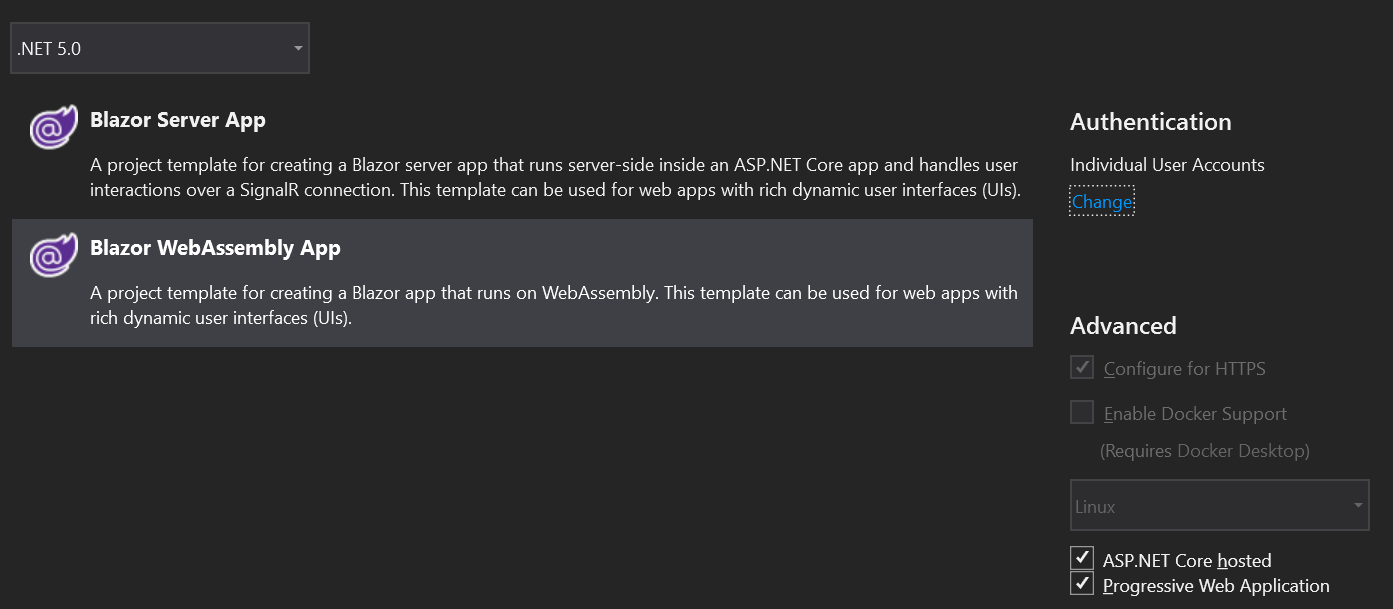 .NET 5.0
Blazor Server App
A project template for creating a Blazor server app that runs server-side inside an ASP.NET Core app and handles user
interactions over a SignalR connection. This template can be used for web apps with rich dynamic user interfaces (UIs).
Blazor WebAssembly App
A project template for creating a Blazor app that runs on WebAssembly. This template can be used for web apps with
rich dynamic user interfaces (UIs).
Authentication
Individual User Accounts
Change
Advanced
Configure for HTTPS
Enable Docker Support
(Requires Docker Desktop)
Linux
ASP.NET Core hosted
Progressive Web Application